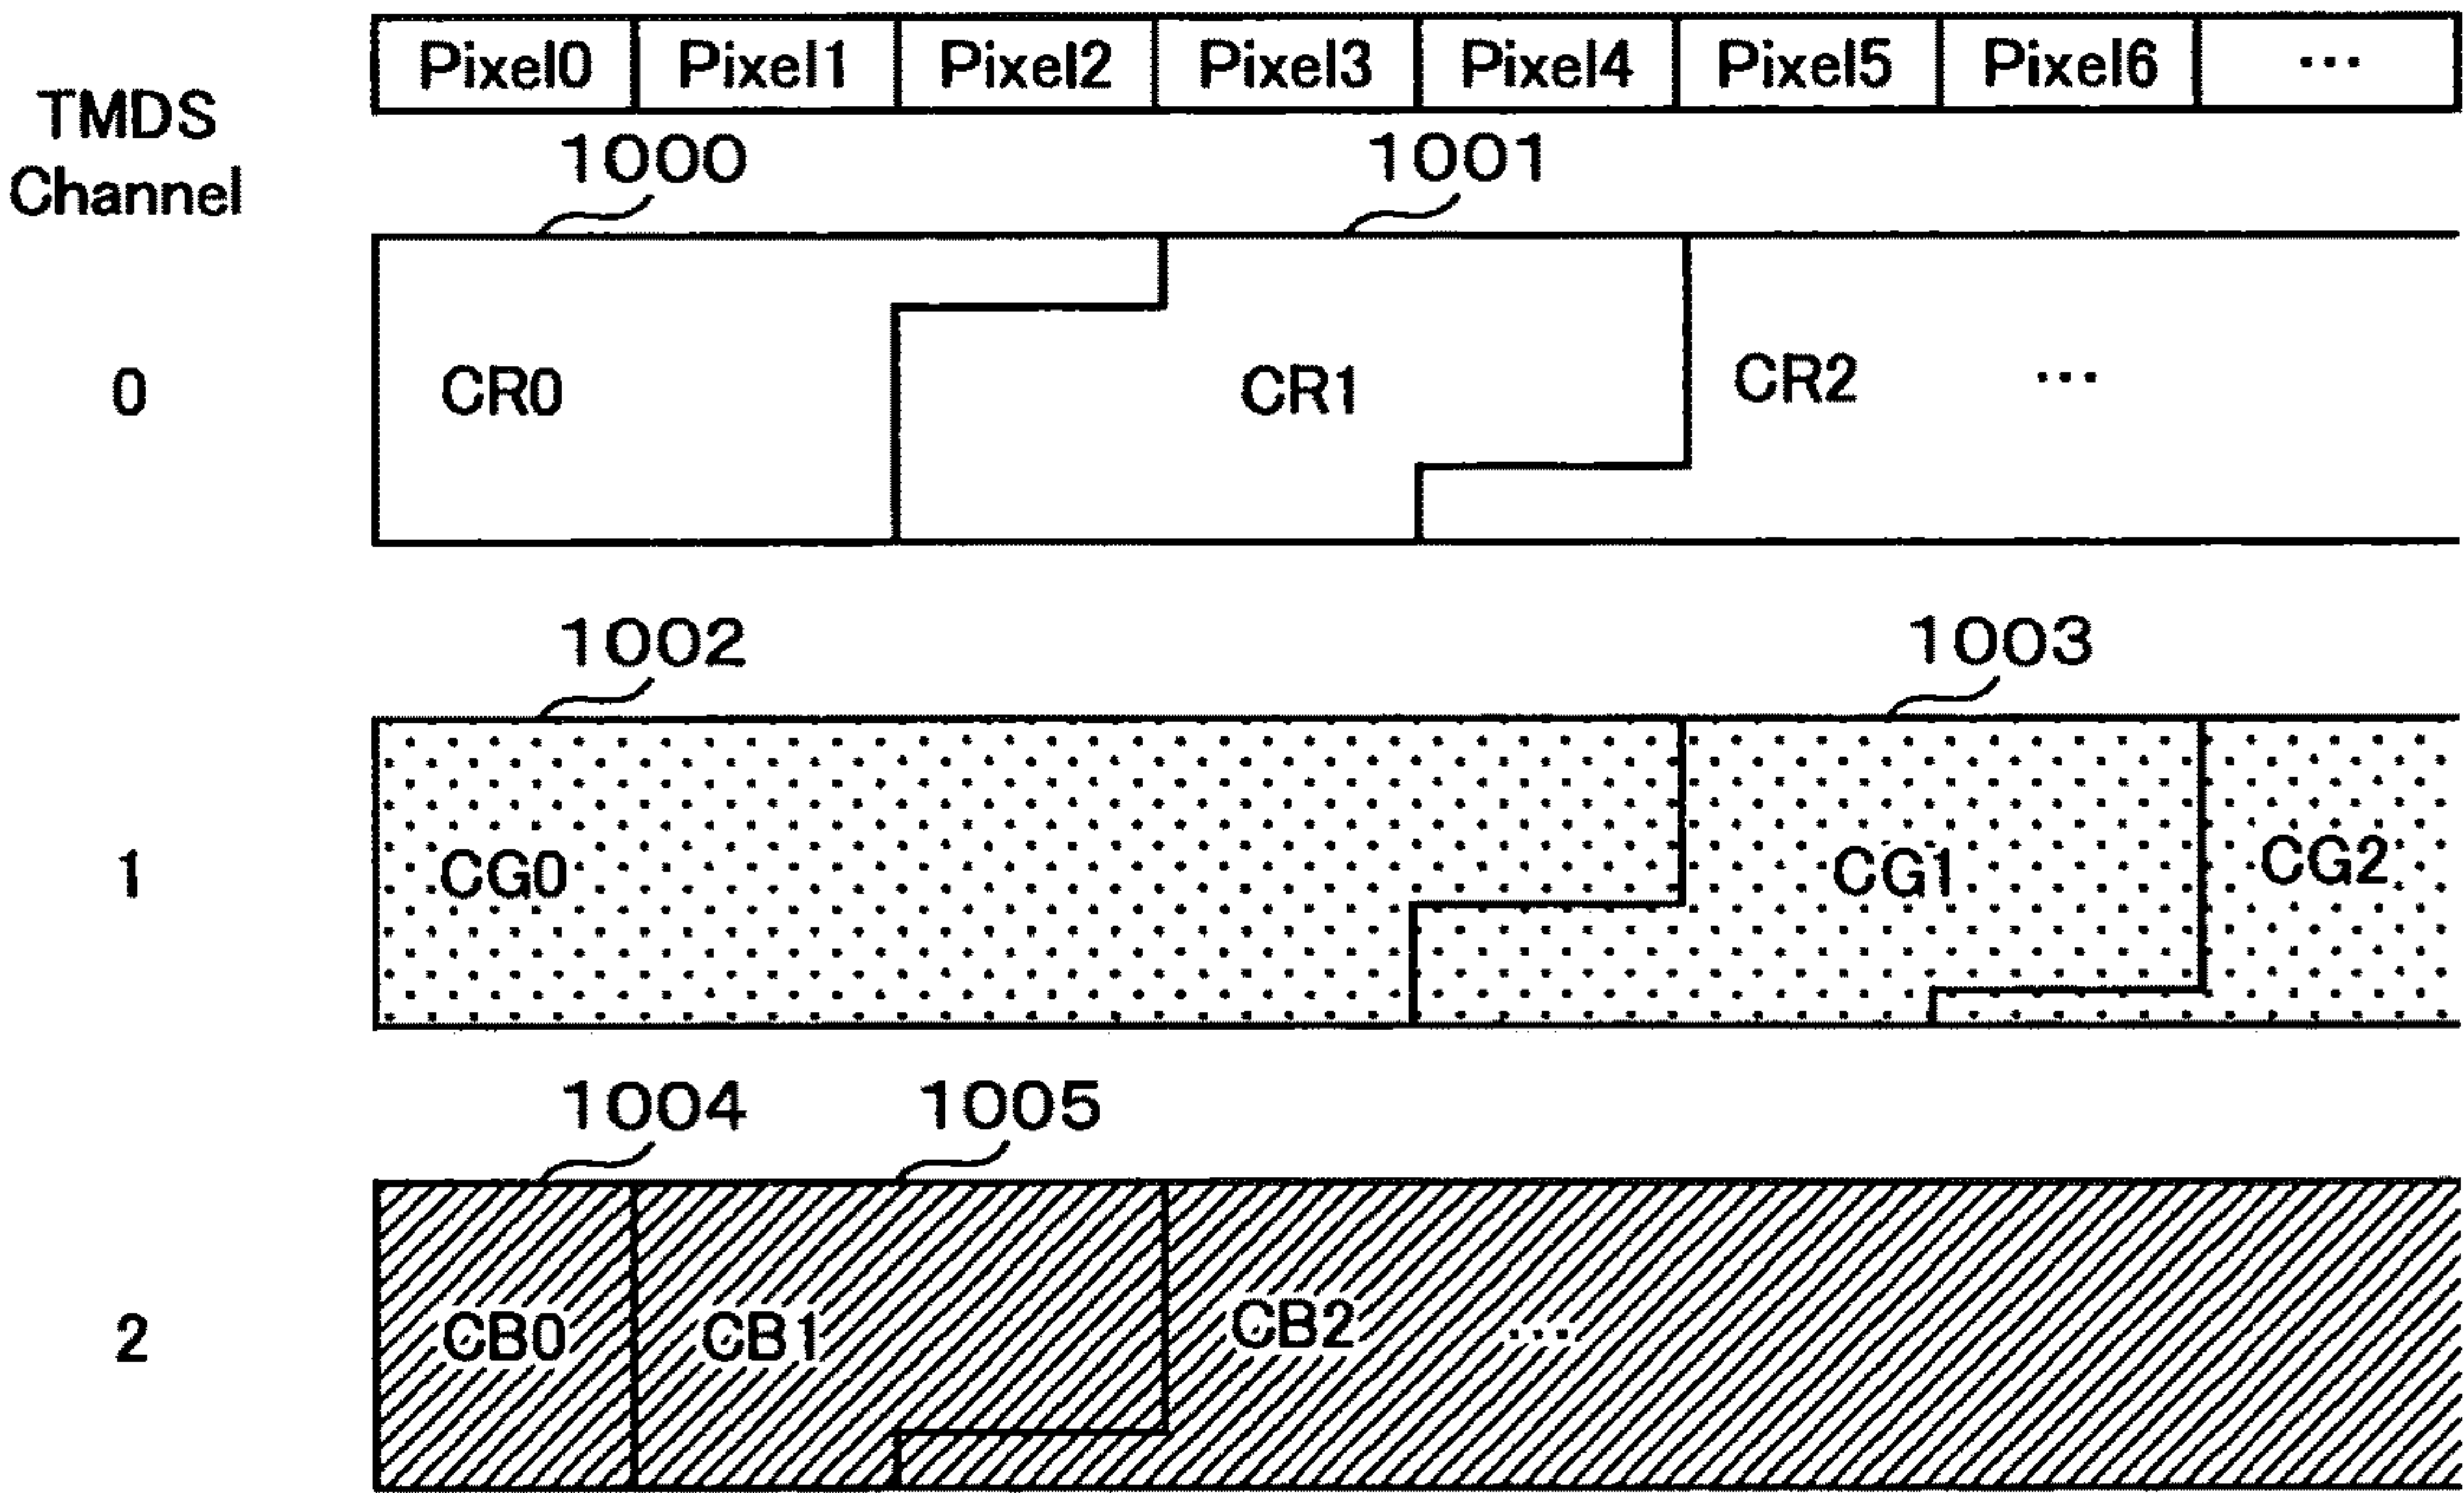 Pixel0 Pixel1 Pixel2 Pixel3 Pixel4 Pixel5 Pixel6 ...
TMDS
Channel
1000 1001
0 CR0 CR1 CR2 ...
1002 1003
1 CG0 CG1 CG2
1004 1005
2 CB0 CB1 CB2 ...